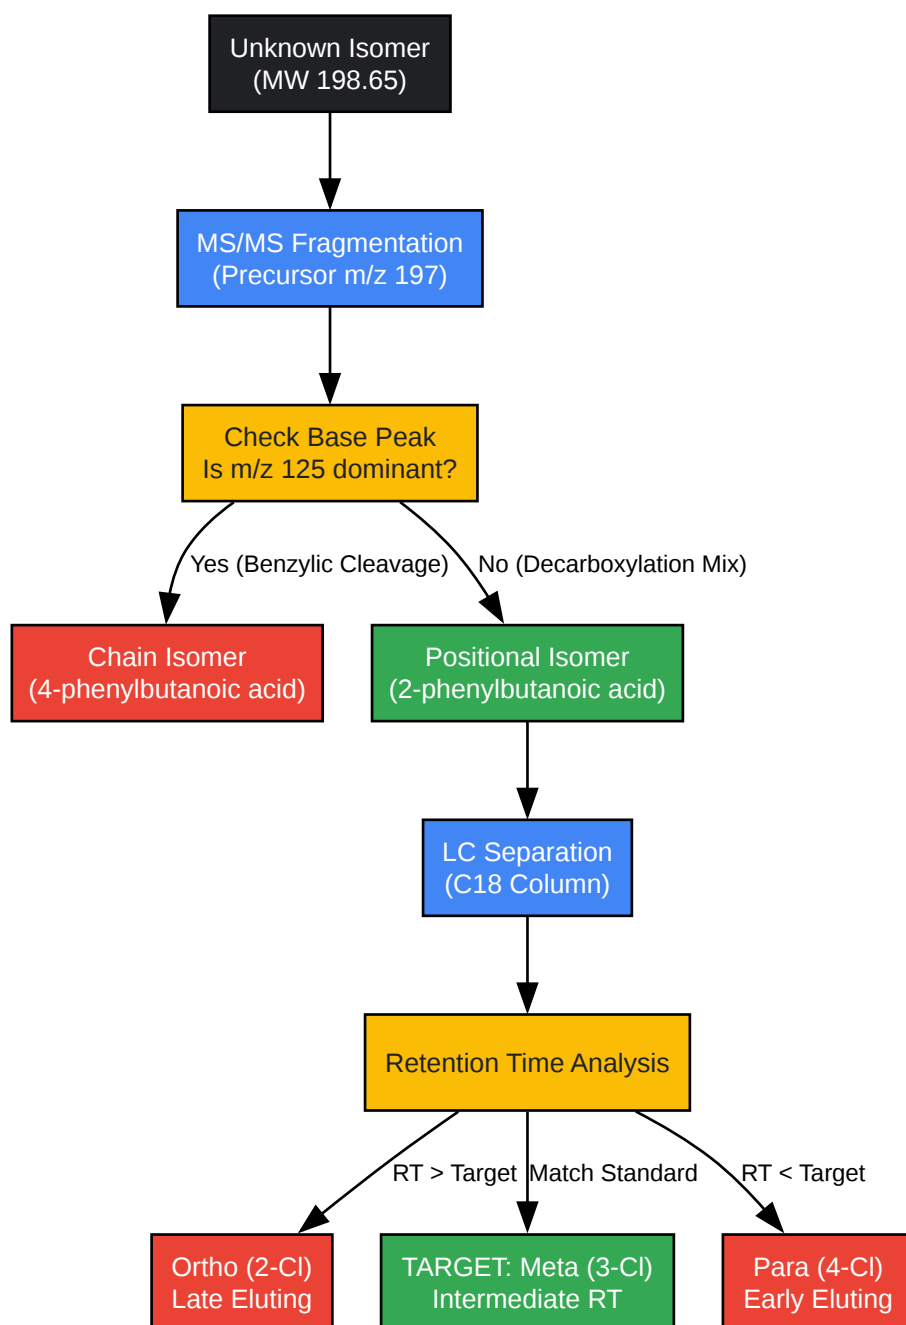 Unknown Isomer
(MW 198.65)
MS/MS Fragmentation
(Precursor m/z 197)
Check Base Peak
Is m/z 125 dominant?
Yes (Benzylic Cleavage)
No (Decarboxylation Mix)
Chain Isomer
(4-phenylbutanoic acid)
Positional Isomer
(2-phenylbutanoic acid)
LC Separation
(C18 Column)
Retention Time Analysis
RT > Target
Match Standard
RT < Target
Ortho (2-Cl)
Late Eluting
TARGET: Meta (3-Cl)
Intermediate RT
Para (4-Cl)
Early Eluting